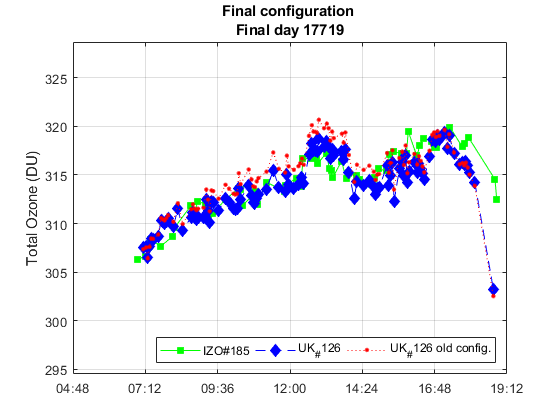 Final configuration
Final day 17719
Total Ozone (DU)
325
320
315
310
305
300
295
IZO#185 UK#126 UK#126 old config.
04:48 07:12 09:36 12:00 14:24 16:48 19:12